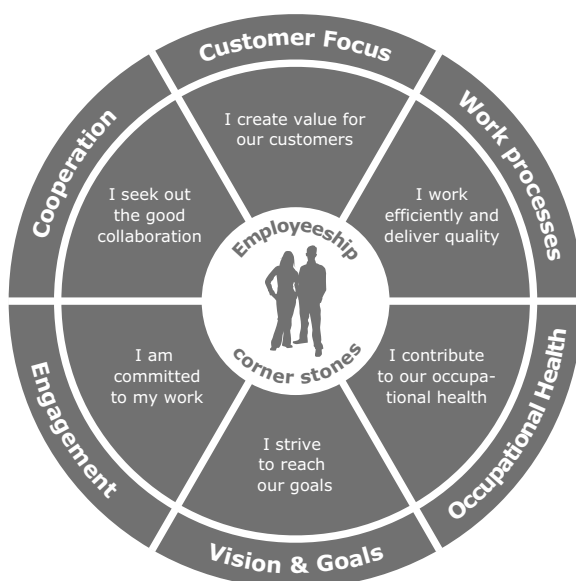 Customer Focus
I create value for
our customers
Work processes
I work
efficiently and
deliver quality
Occupational Health
I contribute
to our occupa-
tional health
Vision & Goals
I strive
to reach
our goals
Engagement
I am
committed
to my work
Cooperation
I seek out
the good
collaboration
Employeeship
corner stones